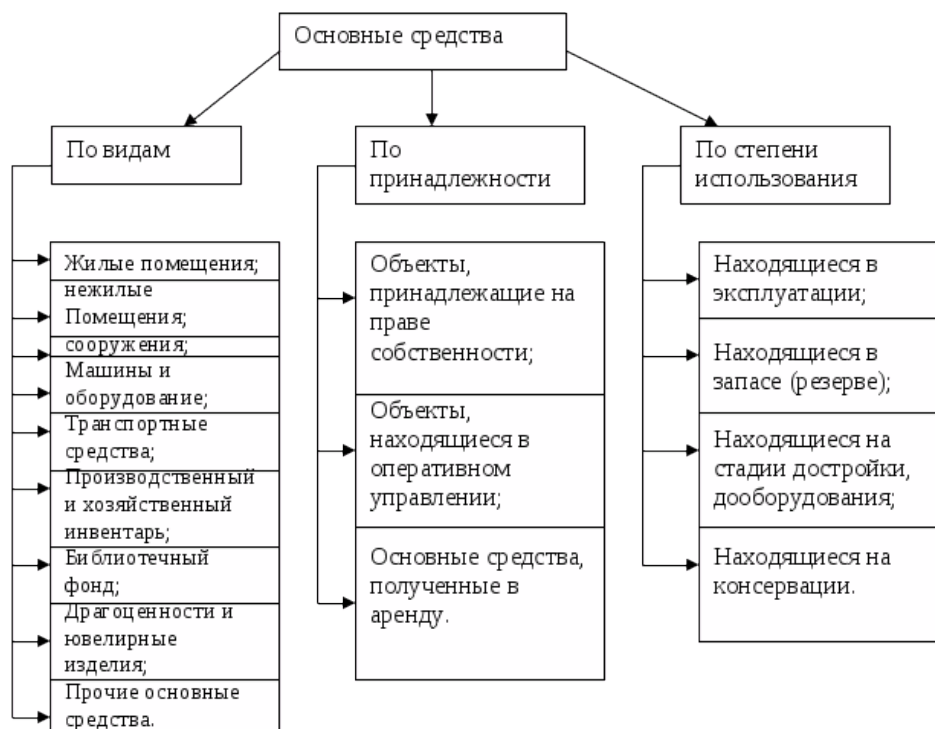 Основные средства
По видам
Жилые помещения;
нежилые
Помещения;
сооружения;
Машины и
оборудование;
Транспортные
средства;
Производственный
и хозяйственный
инвентарь;
Библиотечный
фонд;
Драгоценности и
ювелирные
изделия;
Прочие основные
средства.
По
принадлежности
Объекты,
принадлежащие на
праве
собственности;
Объекты,
находящиеся в
оперативном
управлении;
Основные средства,
полученные в
аренду.
По степени
использования
Находящиеся в
эксплуатации;
Находящиеся в
запасе (резерве);
Находящиеся на
стадии достройки,
дооборудования;
Находящиеся на
консервации.